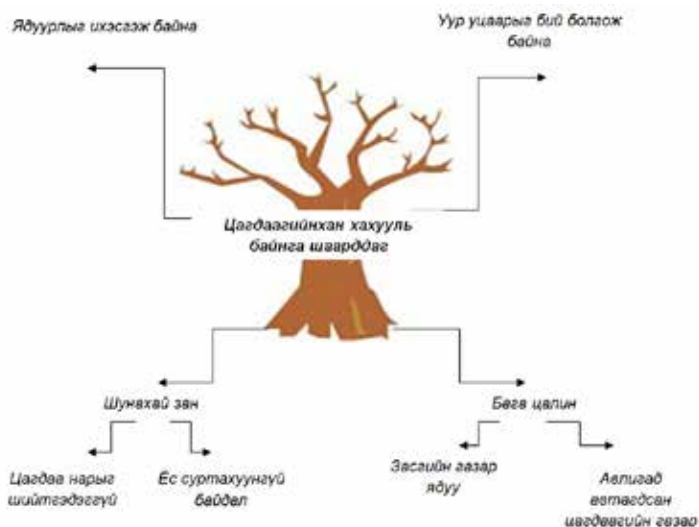 Ядуурлыг ихэсгэж байна
Уур уцаарыг бий болгож
байна
Цагдаагийнхан хахууль
байнга шаарддаг
Шунахай зан
Бага цалин
Цагдаа нарыг
шийтгэдэггүй
Ёс суртахуунгүй
байдал
Засгийн газар
ядуу
Авлигад
автагдсан
цагдаагийн газар